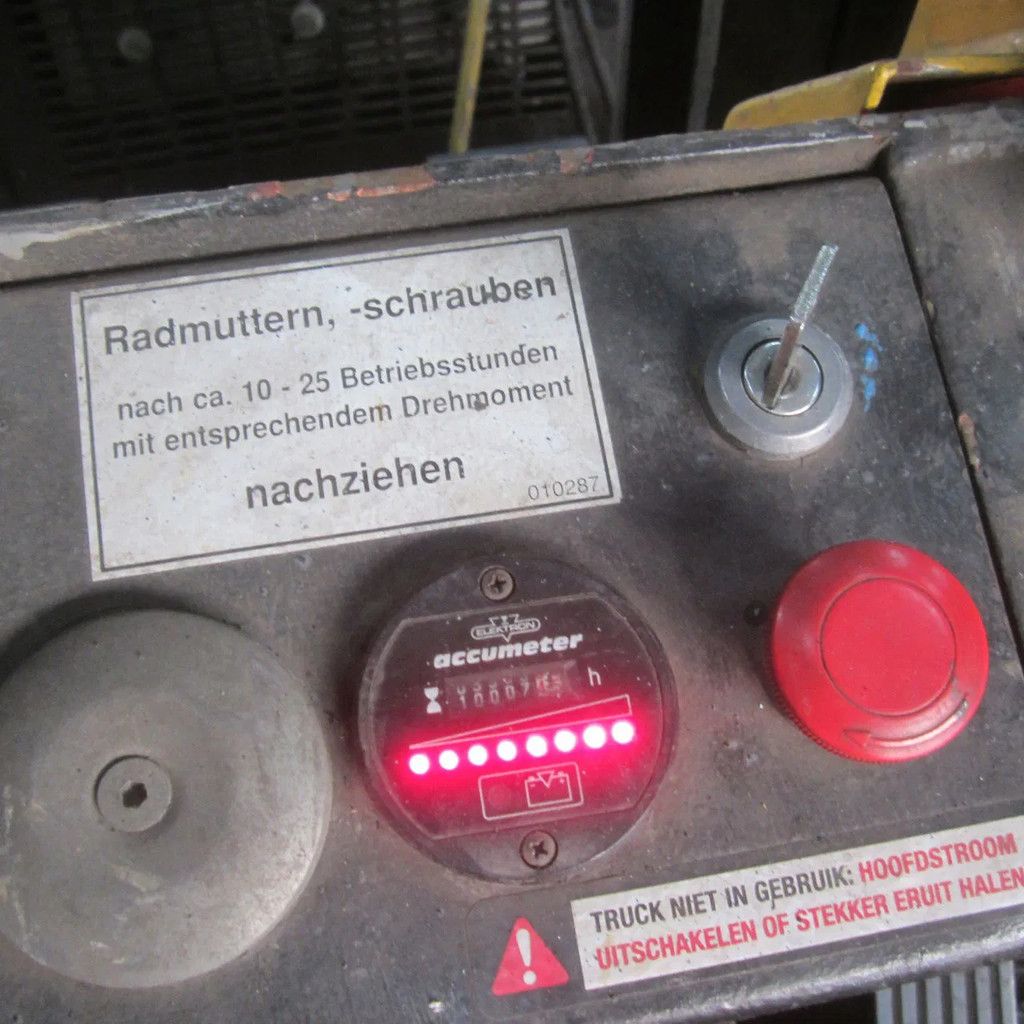 Radmuttern, -schrauben
nach ca. 10 - 25 Betriebsstunden
mit entsprechendem Drehmoment
nachziehen
010287
ELEKTRON
accumeter
h
TRUCK NIET IN GEBRUIK: HOOFDSTROOM
UITSCHAKELEN OF STEKKER ERUIT HALEN